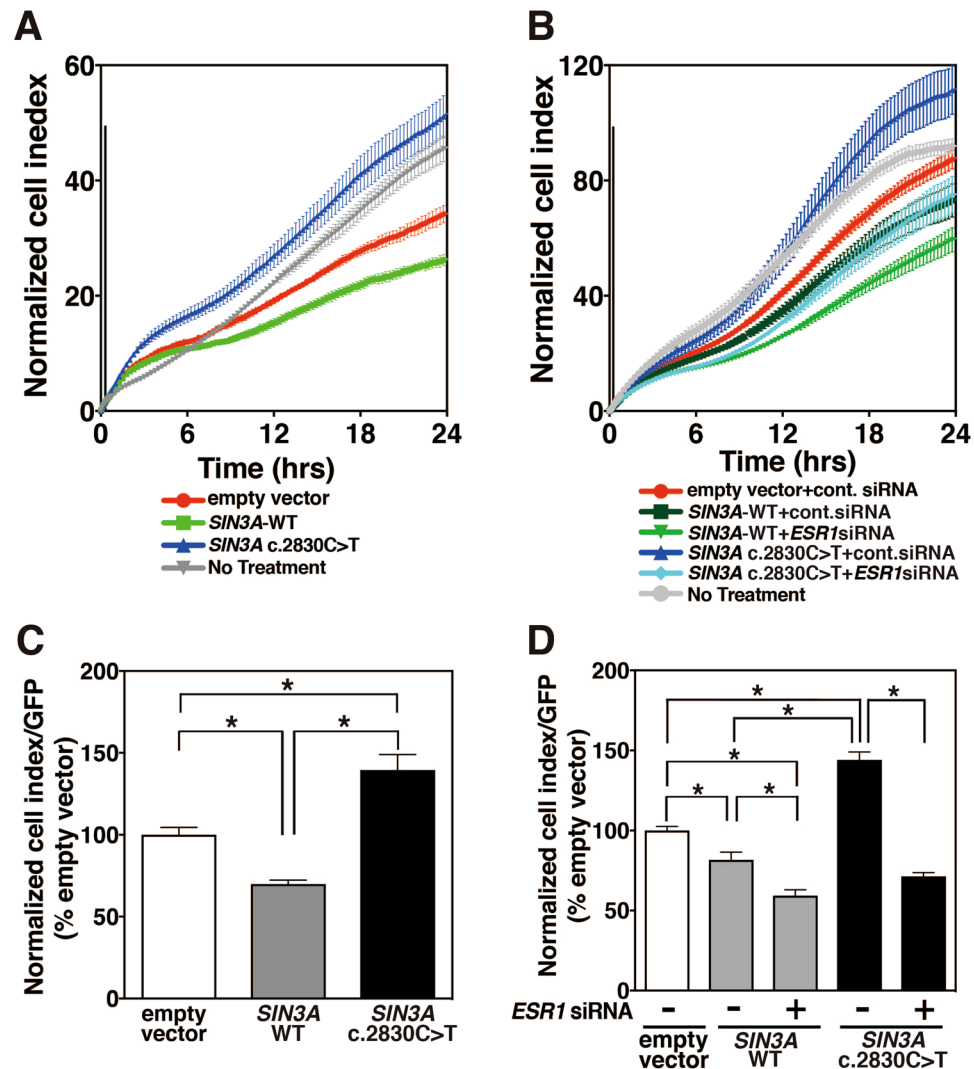 A
Normalized cell inedex
60
40
20
0
0 6 12 18 24
Time (hrs)
empty vector
SIN3A-WT
SIN3A c.2830C>T
No Treatment
B
Normalized cell index
120
80
40
0
0 6 12 18 24
Time (hrs)
empty vector+cont. siRNA
SIN3A-WT+cont.siRNA
SIN3A-WT+ESR1siRNA
SIN3A c.2830C>T+cont.siRNA
SIN3A c.2830C>T+ESR1siRNA
No Treatment
C
Normalized cell index/GFP
(% empty vector)
200
150
100
50
0
* 
* *
empty
vector
SIN3A
WT
SIN3A
c.2830C>T
D
Normalized cell index/GFP
(% empty vector)
200
150
100
50
0
* *
*
*
* *
ESR1 siRNA - - + - +
empty
vector
SIN3A
WT
SIN3A
c.2830C>T